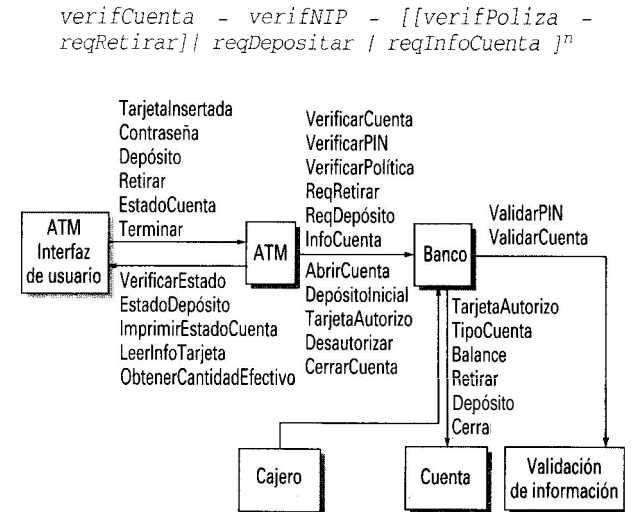 verifCuenta - verifNIP - [[verifPoliza -
reqRetirar]| reqDepositar | reqInfoCuenta ]ⁿ
TarjetaInsertada
Contraseña
Depósito
Retirar
EstadoCuenta
Terminar
VerificarCuenta
VerificarPIN
VerificarPolítica
ReqRetirar
ReqDepósito
InfoCuenta
ValidarPIN
ValidarCuenta
ATM
Interfaz
de usuario
ATM
Banco
VerificarEstado
EstadoDepósito
ImprimirEstadoCuenta
LeerInfoTarjeta
ObtenerCantidadEfectivo
AbrirCuenta
DepósitoInicial
TarjetaAutorizo
Desautorizar
CerrarCuenta
TarjetaAutorizo
TipoCuenta
Balance
Retirar
Depósito
Cerra
Cajero
Cuenta
Validación
de información